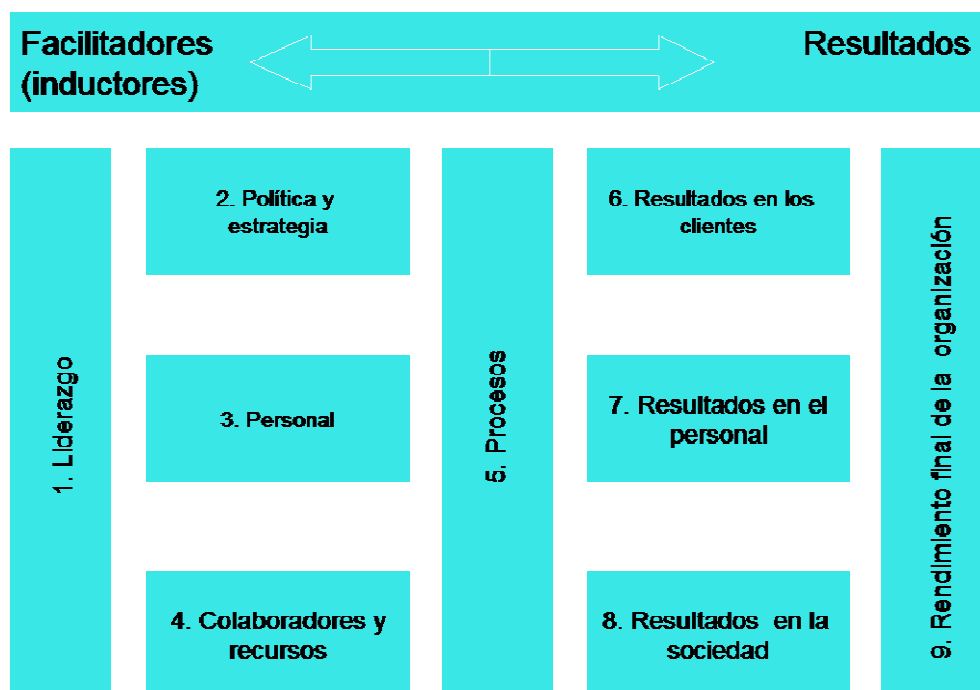 Facilitadores
(inductores)
Resultados
1. Liderazgo
2. Política y
estrategia
3. Personal
4. Colaboradores y
recursos
5. Procesos
6. Resultados en los
clientes
7. Resultados en el
personal
8. Resultados en la
sociedad
9. Rendimiento final de la organización